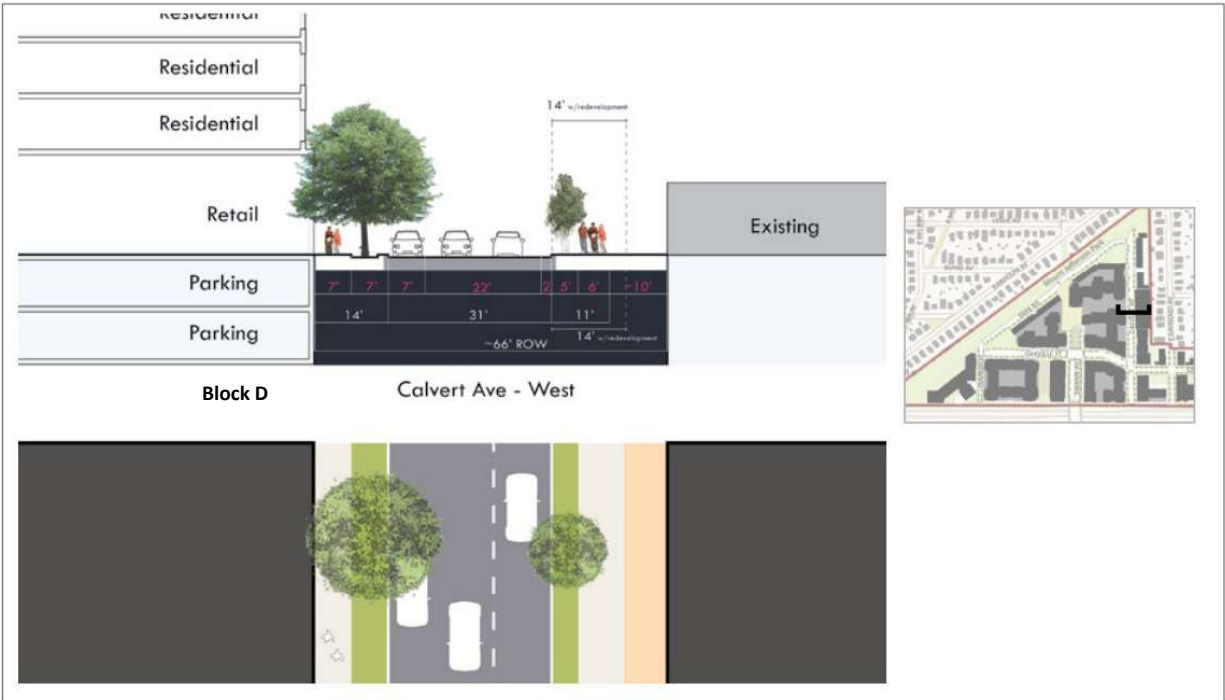 Residential
Residential
Residential
14' w/redevelopment
Retail
Existing
Parking
7' 7' 7' 22' 2' 5' 6' ~10'
14' 31' 11'
Parking
14' w/redevelopment
~66' ROW
Block D
Calvert Ave - West